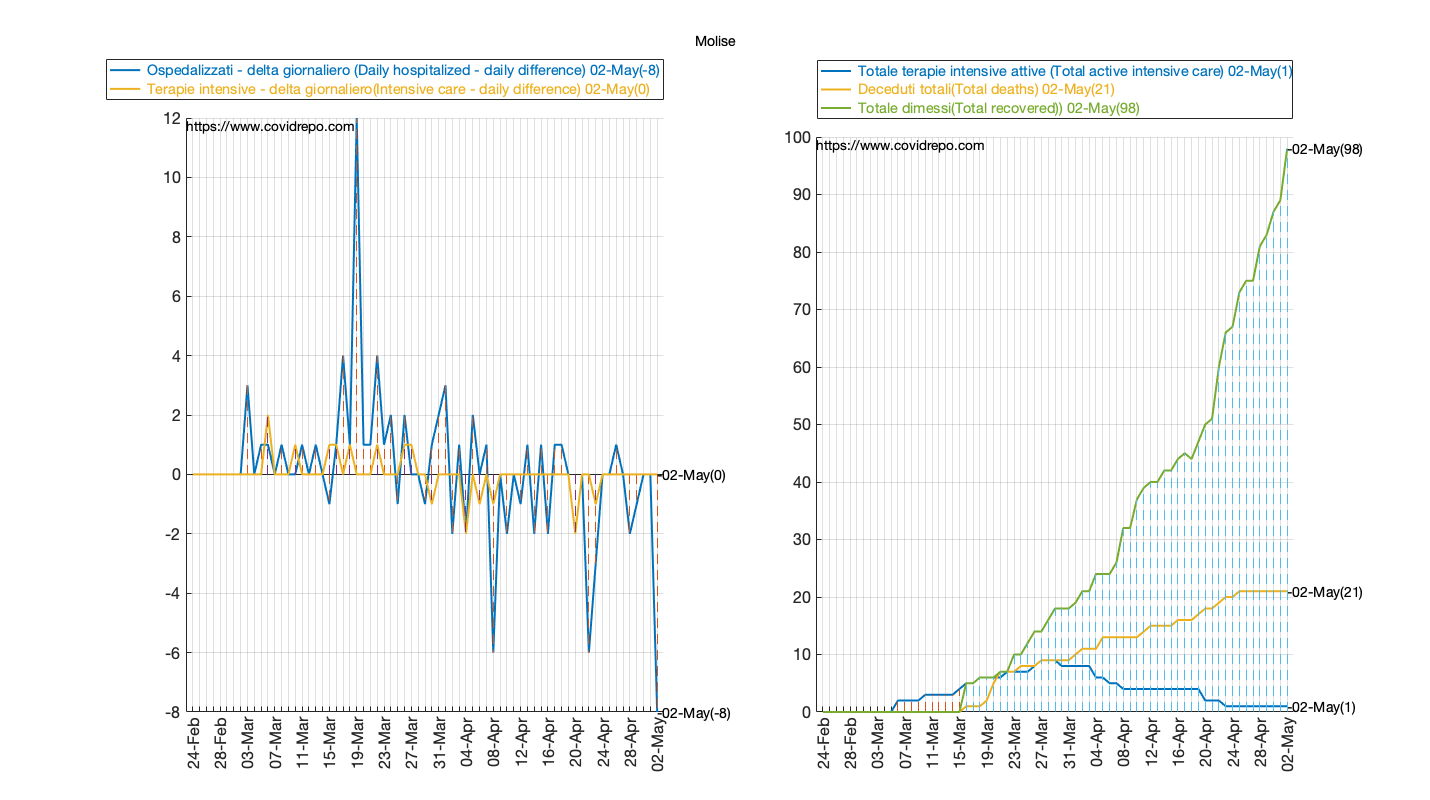 Molise
Ospedalizzati - delta giornaliero (Daily hospitalized - daily difference) 02-May(-8)
Terapie intensive - delta giornaliero(Intensive care - daily difference) 02-May(0)
https://www.covidrepo.com
12
10
8
6
4
2
0
-2
-4
-6
-8
02-May(0)
02-May(-8)
24-Feb
28-Feb
03-Mar
07-Mar
11-Mar
15-Mar
19-Mar
23-Mar
27-Mar
31-Mar
04-Apr
08-Apr
12-Apr
16-Apr
20-Apr
24-Apr
28-Apr
02-May
Totale terapie intensive attive (Total active intensive care) 02-May(1)
Deceduti totali(Total deaths) 02-May(21)
Totale dimessi(Total recovered)) 02-May(98)
https://www.covidrepo.com
100
90
80
70
60
50
40
30
20
10
0
02-May(98)
02-May(21)
02-May(1)
24-Feb
28-Feb
03-Mar
07-Mar
11-Mar
15-Mar
19-Mar
23-Mar
27-Mar
31-Mar
04-Apr
08-Apr
12-Apr
16-Apr
20-Apr
24-Apr
28-Apr
02-May